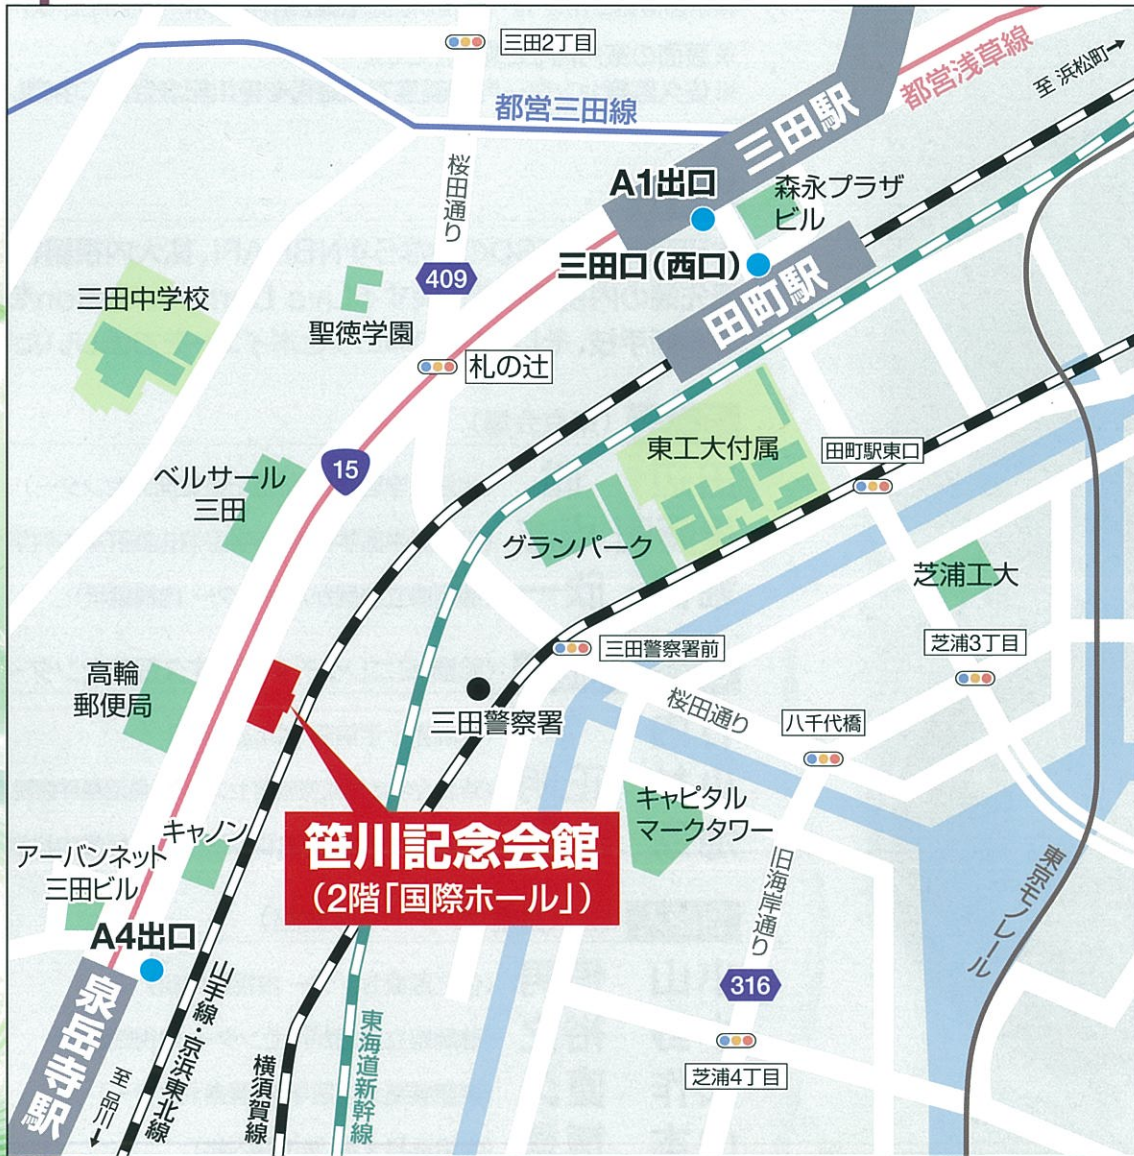 三田2丁目
都営浅草線
至 浜松町→
都営三田線
三田駅
桜田通り
A1出口
森永プラザ
ビル
三田口(西口)
田町駅
409
三田中学校
聖徳学園
札の辻
15
ベルサール
三田
東工大付属
田町駅東口
グランパーク
芝浦工大
三田警察署前
芝浦3丁目
高輪
郵便局
三田警察署
桜田通り
八千代橋
キャピタル
マークタワー
キヤノン
アーバンネット
三田ビル
笹川記念会館
(2階「国際ホール」)
旧海岸通り
東京モノレール
A4出口
316
泉岳寺駅
山手線・京浜東北線
横須賀線
東海道新幹線
至 品川→
芝浦4丁目